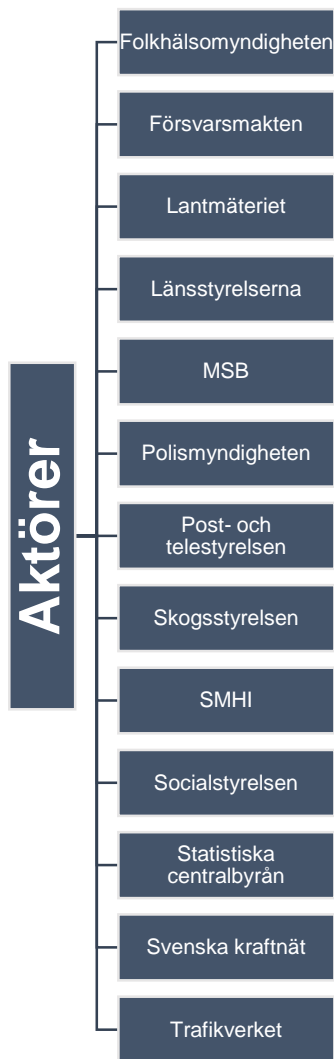 Aktörer
Folkhälsomyndigheten
Försvarsmakten
Lantmäteriet
Länsstyrelserna
MSB
Polismyndigheten
Post- och
telestyrelsen
Skogsstyrelsen
SMHI
Socialstyrelsen
Statistiska
centralbyrån
Svenska kraftnät
Trafikverket